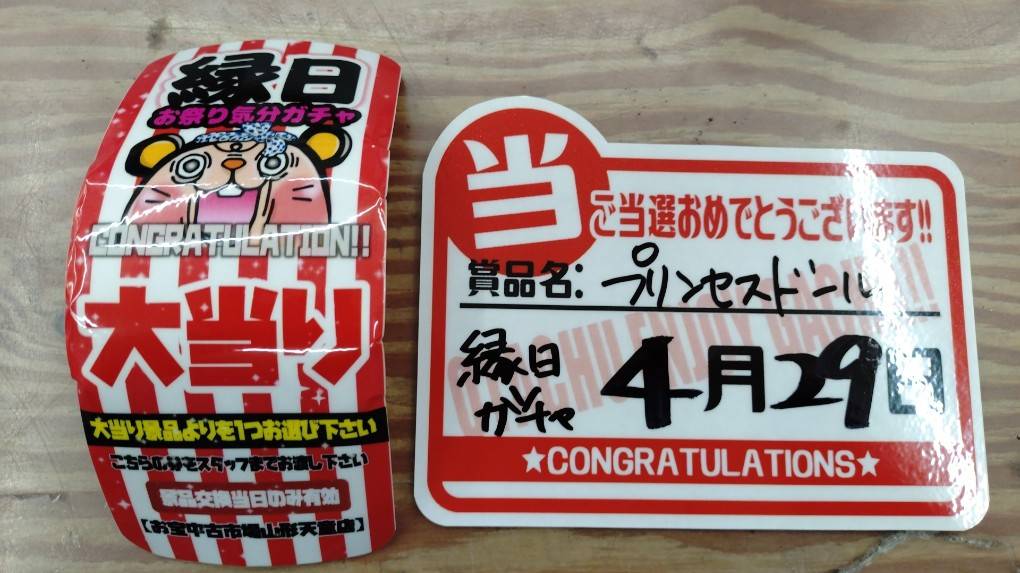 縁日
お祭り気分ガチャ
CONGRATULATION!!
大当り
大当り景品よりを1つお選び下さい
こちら応募をスタッフまでお渡し下さい
景品交換当日のみ有効
【お宝中古市場山形天童店】
当
ご当選おめでとうございます!!
賞品名: プリンセスドール
縁日
ガチャ
4月29日
★CONGRATULATIONS★